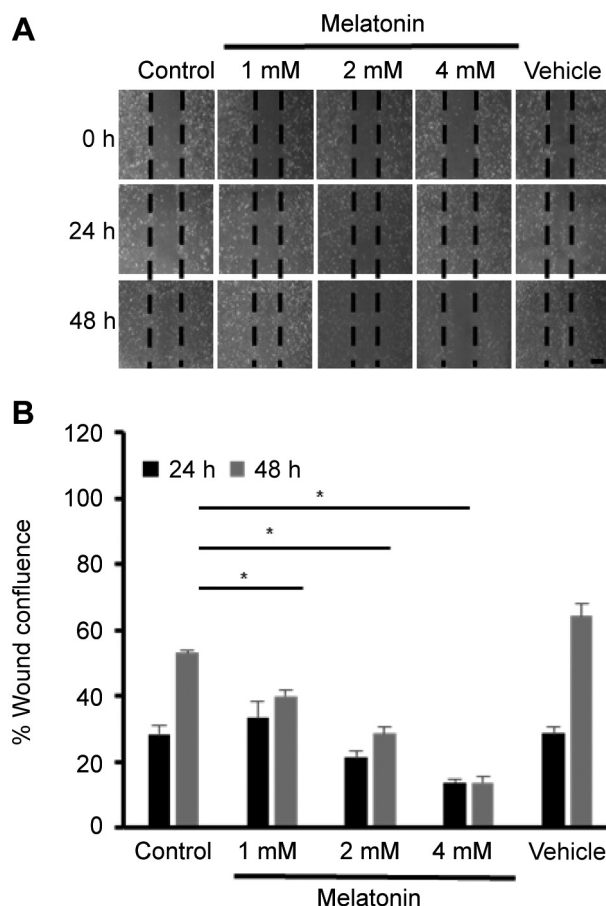 A
Melatonin
Control 1 mM 2 mM 4 mM Vehicle
0 h
24 h
48 h
B
120
100
80
60
40
20
0
% Wound confluence
24 h 48 h
*
*
*
Control 1 mM 2 mM 4 mM Vehicle
Melatonin